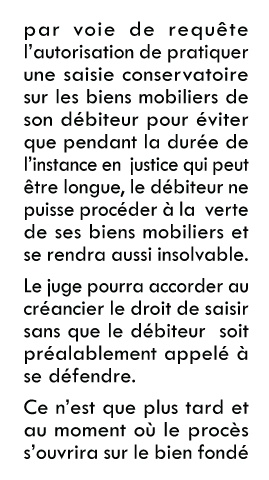 par voie de requête
l'autorisation de pratiquer
une saisie conservatoire
sur les biens mobiliers de
son débiteur pour éviter
que pendant la durée de
l'instance en justice qui peut
être longue, le débiteur ne
puisse procéder à la verte
de ses biens mobiliers et
se rendra aussi insolvable.
Le juge pourra accorder au
créancier le droit de saisir
sans que le débiteur soit
préalablement appelé à
se défendre.
Ce n'est que plus tard et
au moment où le procès
s'ouvrira sur le bien fondé